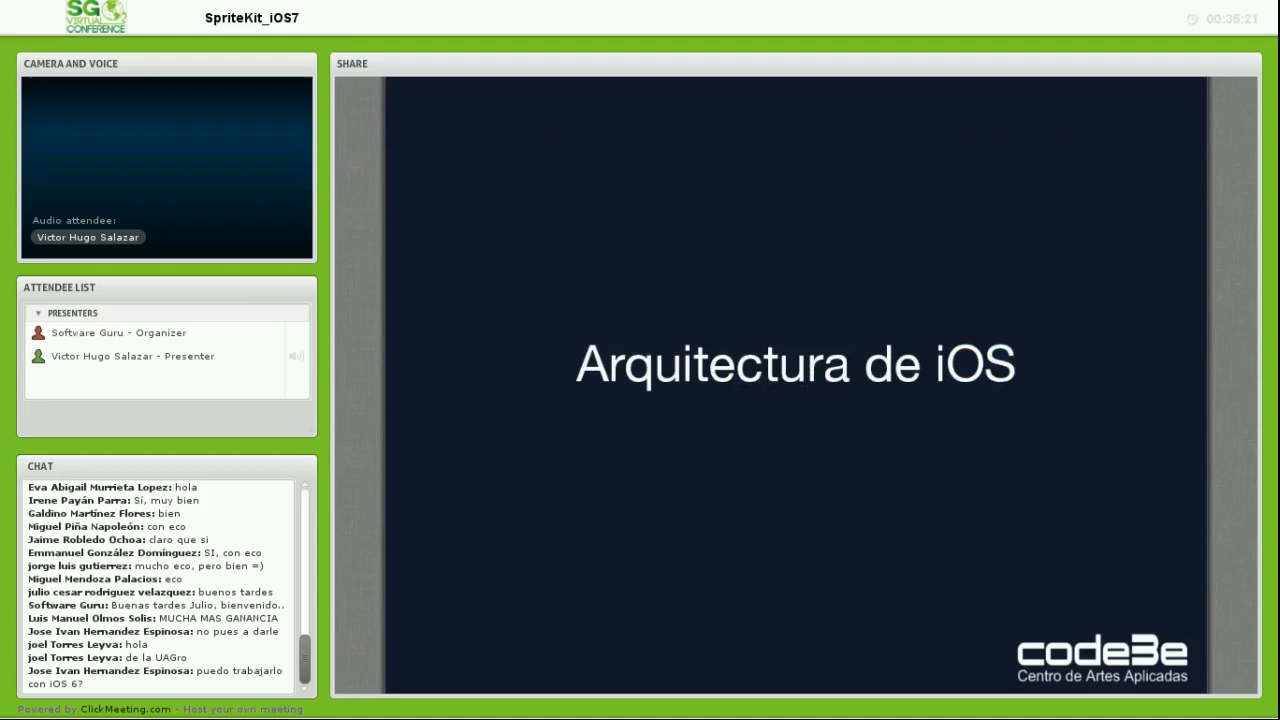 SG
VIRTUAL
CONFERENCE
SpriteKit_iOS7
00:35:21
CAMERA AND VOICE
Audio attendee:
Victor Hugo Salazar
ATTENDEE LIST
PRESENTERS
Software Guru - Organizer
Victor Hugo Salazar - Presenter
CHAT
Eva Abigail Murrieta Lopez: hola
Irene Payán Parra: Sí, muy bien
Galdino Martínez Flores: bien
Miguel Piña Napoleón: con eco
Jaime Robledo Ochoa: claro que si
Emmanuel González Domínguez: SI, con eco
jorge luis gutierrez: mucho eco, pero bien =)
Miguel Mendoza Palacios: eco
julio cesar rodriguez velazquez: buenos tardes
Software Guru: Buenas tardes Julio, bienvenido..
Luis Manuel Olmos Solis: MUCHA MAS GANANCIA
Jose Ivan Hernandez Espinosa: no pues a darle
joel Torres Leyva: hola
joel Torres Leyva: de la UAGro
Jose Ivan Hernandez Espinosa: puedo trabajarlo
con iOS 6?
SHARE
Arquitectura de iOS
code3e
Centro de Artes Aplicadas
Powered by ClickMeeting.com - Host your own meeting